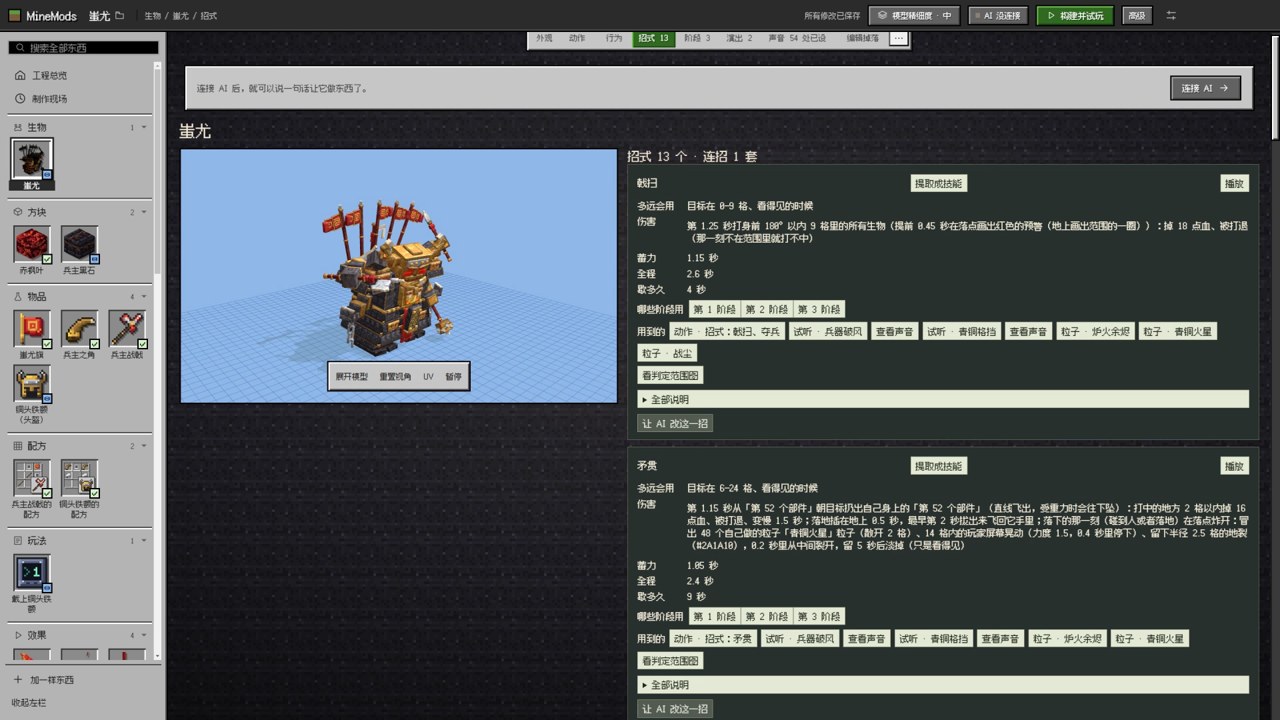 MineMods 蚩尤 生物 / 蚩尤 / 招式 所有修改已保存 模型精细度 · 中 AI 没连接 ▷ 构建并试玩 高级
搜索全部东西
工程总览
制作现场
生物 1
蚩尤
方块 2
赤枫叶 兵主黑石
物品 4
蚩尤旗 兵主之角 兵主战戟
铜头铁额
（头盔）
配方 2
兵主战戟的
配方
铜头铁额的
配方
玩法 1
戴上铜头铁
额
效果 4
+ 加一样东西
收起左栏
外观 动作 行为 招式 13 阶段 3 演出 2 声音 54 处已设 编辑掉落 ···
连接 AI 后，就可以说一句话让它做东西了。 连接 AI →
蚩尤
展开模型 重置视角 UV 暂停
招式 13 个 · 连招 1 套
戟扫 提取成技能 播放
多远会用 目标在 0-9 格、看得见的时候
伤害 第 1.25 秒打身前 180° 以内 9 格里的所有生物（提前 0.45 秒在落点画出红色的预警（地上画出范围的一圈））：掉 18 点血、被打退
（那一刻不在范围里就打不中）
蓄力 1.15 秒
全程 2.6 秒
歇多久 4 秒
哪些阶段用 第 1 阶段 第 2 阶段 第 3 阶段
用到的 动作 · 招式：戟扫、夺兵 试听 · 兵器破风 查看声音 试听 · 青铜格挡 查看声音 粒子 · 炉火余烬 粒子 · 青铜火星
粒子 · 战尘
看判定范围图
▸ 全部说明
让 AI 改这一招
矛贯 提取成技能 播放
多远会用 目标在 6-24 格、看得见的时候
伤害 第 1.15 秒从「第 52 个部件」朝目标扔出自己身上的「第 52 个部件」（直线飞出，受重力时会往下坠）：打中的地方 2 格以内掉 16
点血、被打退、变慢 1.5 秒；落地插在地上 0.5 秒，最早第 2 秒拔出来飞回它手里；落下的那一刻（碰到人或者落地）在落点炸开：冒
出 48 个自己做的粒子「青铜火星」粒子（散开 2 格）、14 格内的玩家屏幕晃动（力度 1.5，0.4 秒里停下）、留下半径 2.5 格的地裂
（#2A1A10），0.2 秒里从中间裂开，留 5 秒后淡掉（只是看得见）
蓄力 1.05 秒
全程 2.4 秒
歇多久 9 秒
哪些阶段用 第 1 阶段 第 2 阶段 第 3 阶段
用到的 动作 · 招式：矛贯 试听 · 兵器破风 查看声音 试听 · 青铜格挡 查看声音 粒子 · 炉火余烬 粒子 · 青铜火星
看判定范围图
▸ 全部说明
让 AI 改这一招